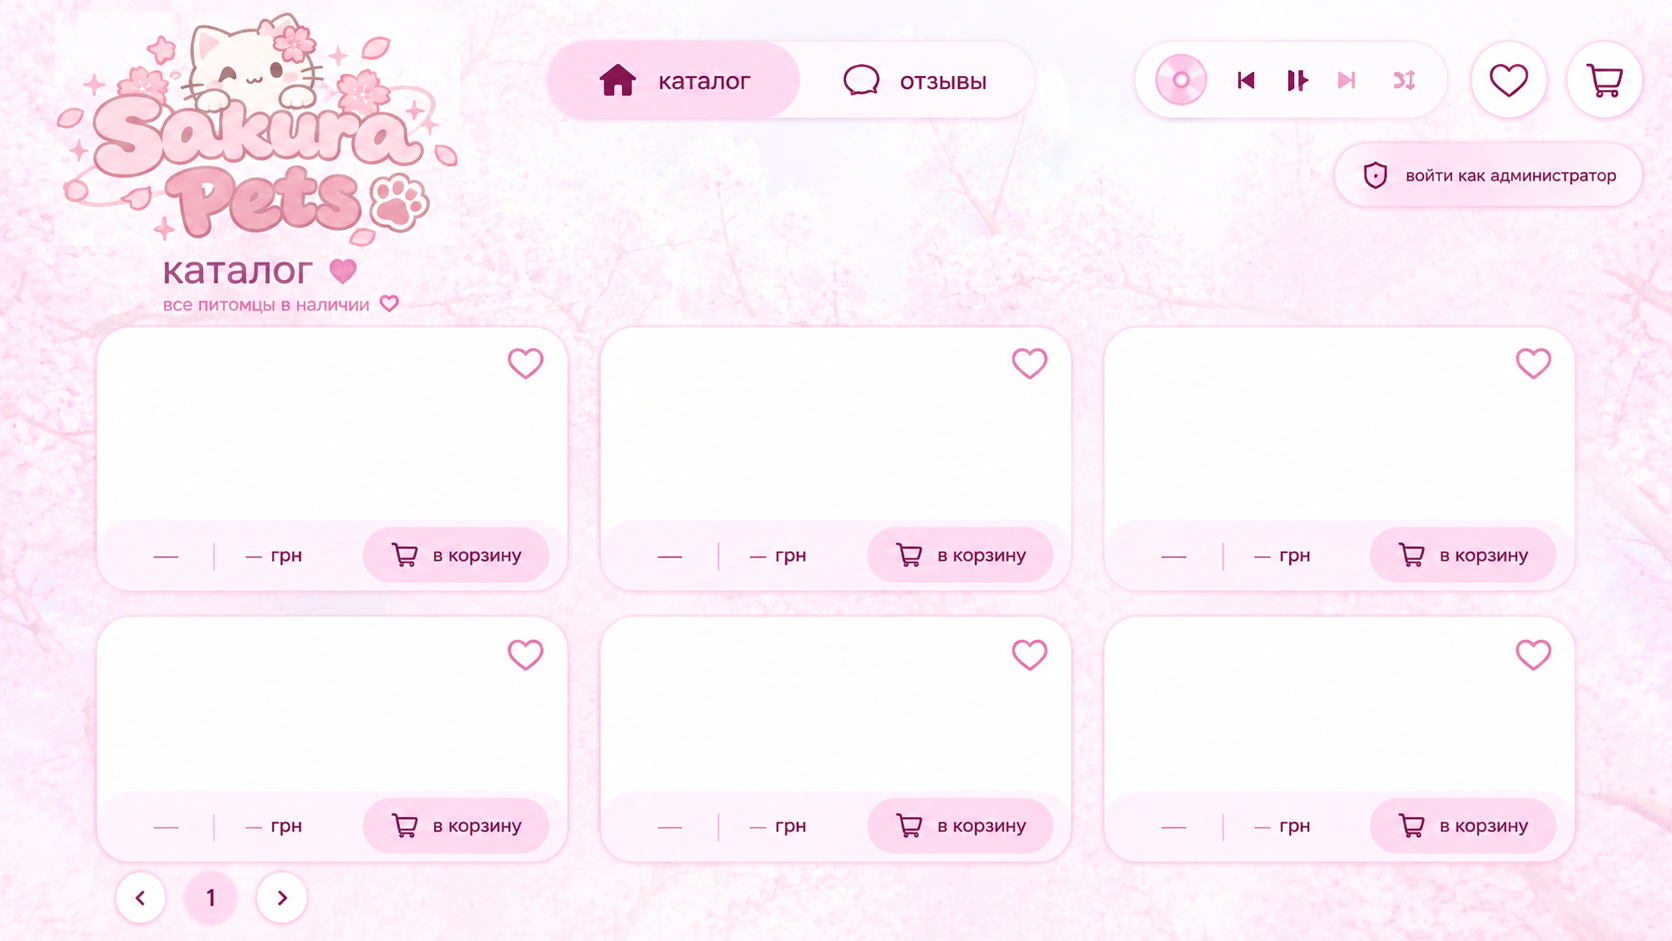 Sakura
Pets
каталог
отзывы
войти как администратор
каталог
все питомцы в наличии
— | — грн в корзину
— | — грн в корзину
— | — грн в корзину
— | — грн в корзину
— | — грн в корзину
— | — грн в корзину
1